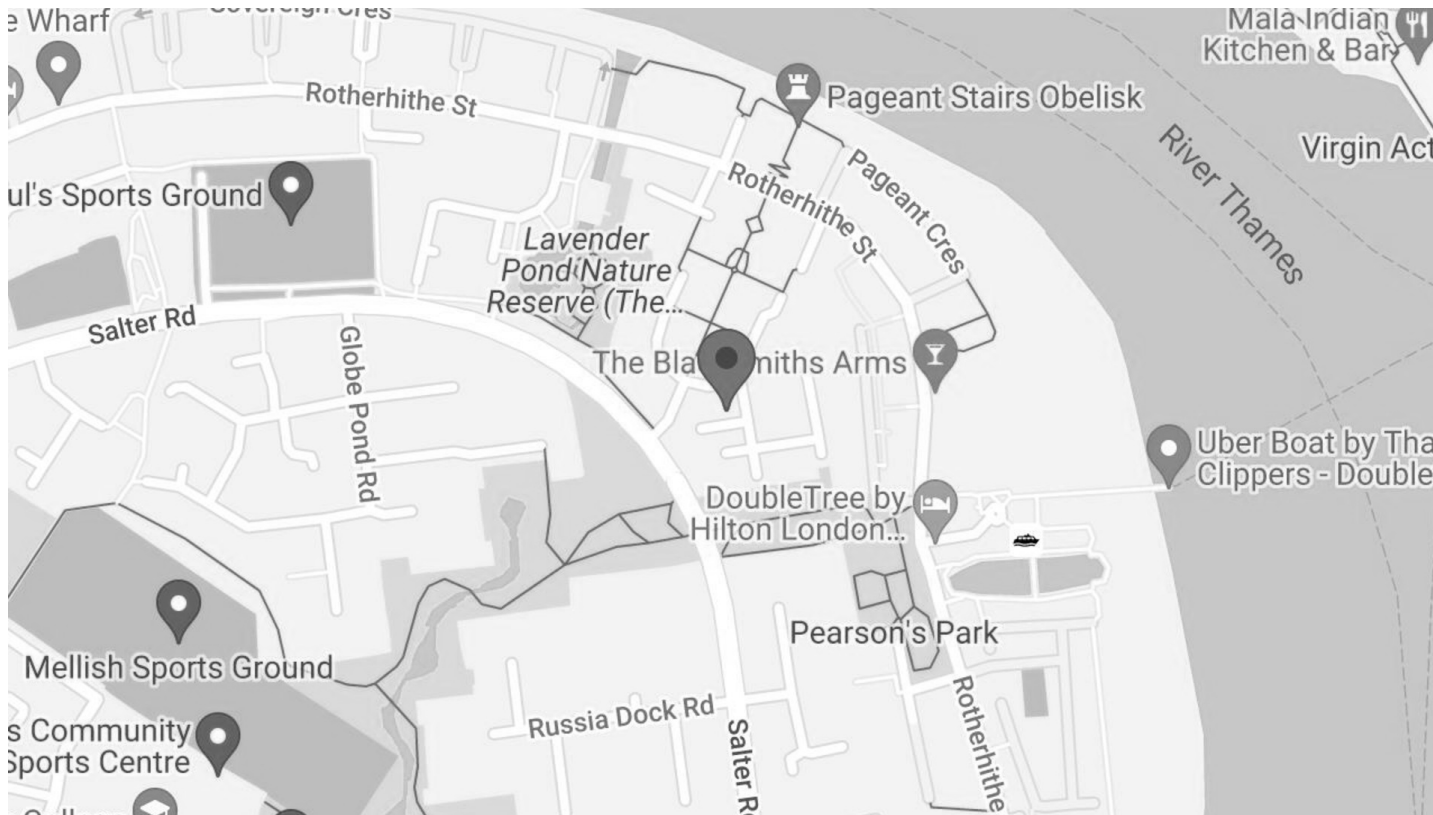 Sovereign Cres
e Wharf
Mala Indian
Kitchen & Bar
Rotherhithe St
Pageant Stairs Obelisk
River Thames
Virgin Act
ul's Sports Ground
Rotherhithe St
Pageant Cres
Lavender
Pond Nature
Reserve (The...
Salter Rd
Globe Pond Rd
The Bla miths Arms
Uber Boat by Tha
Clippers - Double
DoubleTree by
Hilton London...
Pearson's Park
Mellish Sports Ground
Russia Dock Rd
Rotherhithe
Salter Rd
s Community
Sports Centre